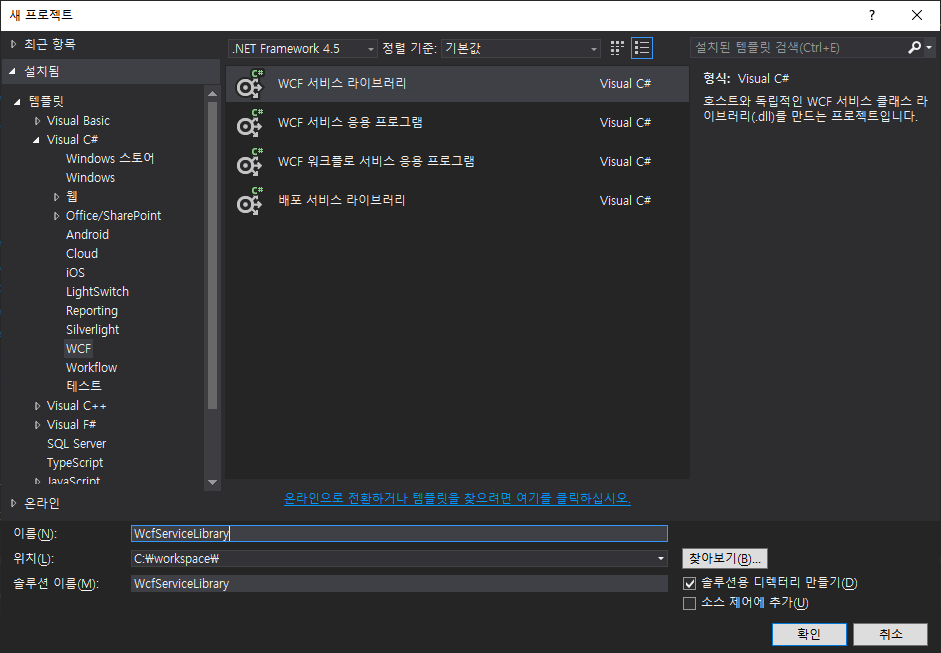 새 프로젝트
?
최근 항목
.NET Framework 4.5
정렬 기준:
기본값
설치된 템플릿 검색(Ctrl+E)
설치됨
템플릿
Visual Basic
Visual C#
Windows 스토어
Windows
웹
Office/SharePoint
Android
Cloud
iOS
LightSwitch
Reporting
Silverlight
WCF
Workflow
테스트
Visual C++
Visual F#
SQL Server
TypeScript
JavaScript
온라인
C#
WCF 서비스 라이브러리
Visual C#
C#
WCF 서비스 응용 프로그램
Visual C#
C#
WCF 워크플로 서비스 응용 프로그램
Visual C#
C#
배포 서비스 라이브러리
Visual C#
온라인으로 전환하거나 템플릿을 찾으려면 여기를 클릭하십시오.
형식: Visual C#
호스트와 독립적인 WCF 서비스 클래스 라
이브러리(.dll)를 만드는 프로젝트입니다.
이름(N):
WcfServiceLibrary
위치(L):
C:₩workspace₩
찾아보기(B)...
솔루션 이름(M):
WcfServiceLibrary
솔루션용 디렉터리 만들기(D)
소스 제어에 추가(U)
확인
취소